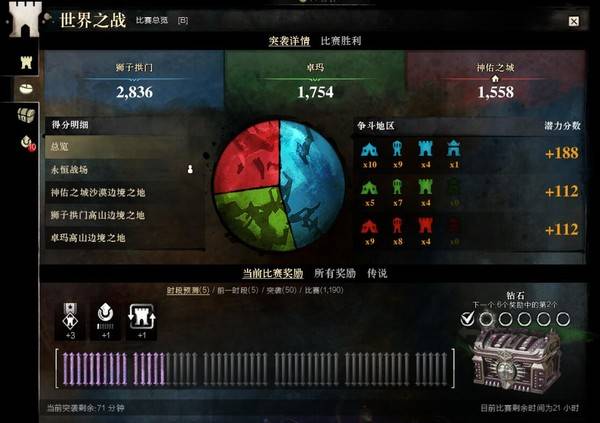 世界之战 比赛总览 [B]
突袭详情 比赛胜利
狮子拱门 卓玛 神佑之城
2,836 1,754 1,558
得分明细
总览
永恒战场
神佑之城沙漠边境之地
狮子拱门高山边境之地
卓玛高山边境之地
争斗地区 潜力分数
x10 x9 x4 x1 +188
x5 x7 x4 x0 +112
x9 x8 x4 x0 +112
当前比赛奖励 所有奖励 传说
时段预测(5) / 前一时段(5) / 突袭(50) / 比赛(1,190)
+3 +1 +1
钻石
下一个 6个奖励中的第2个
当前突袭剩余:71 分钟
目前比赛剩余时间为21 小时